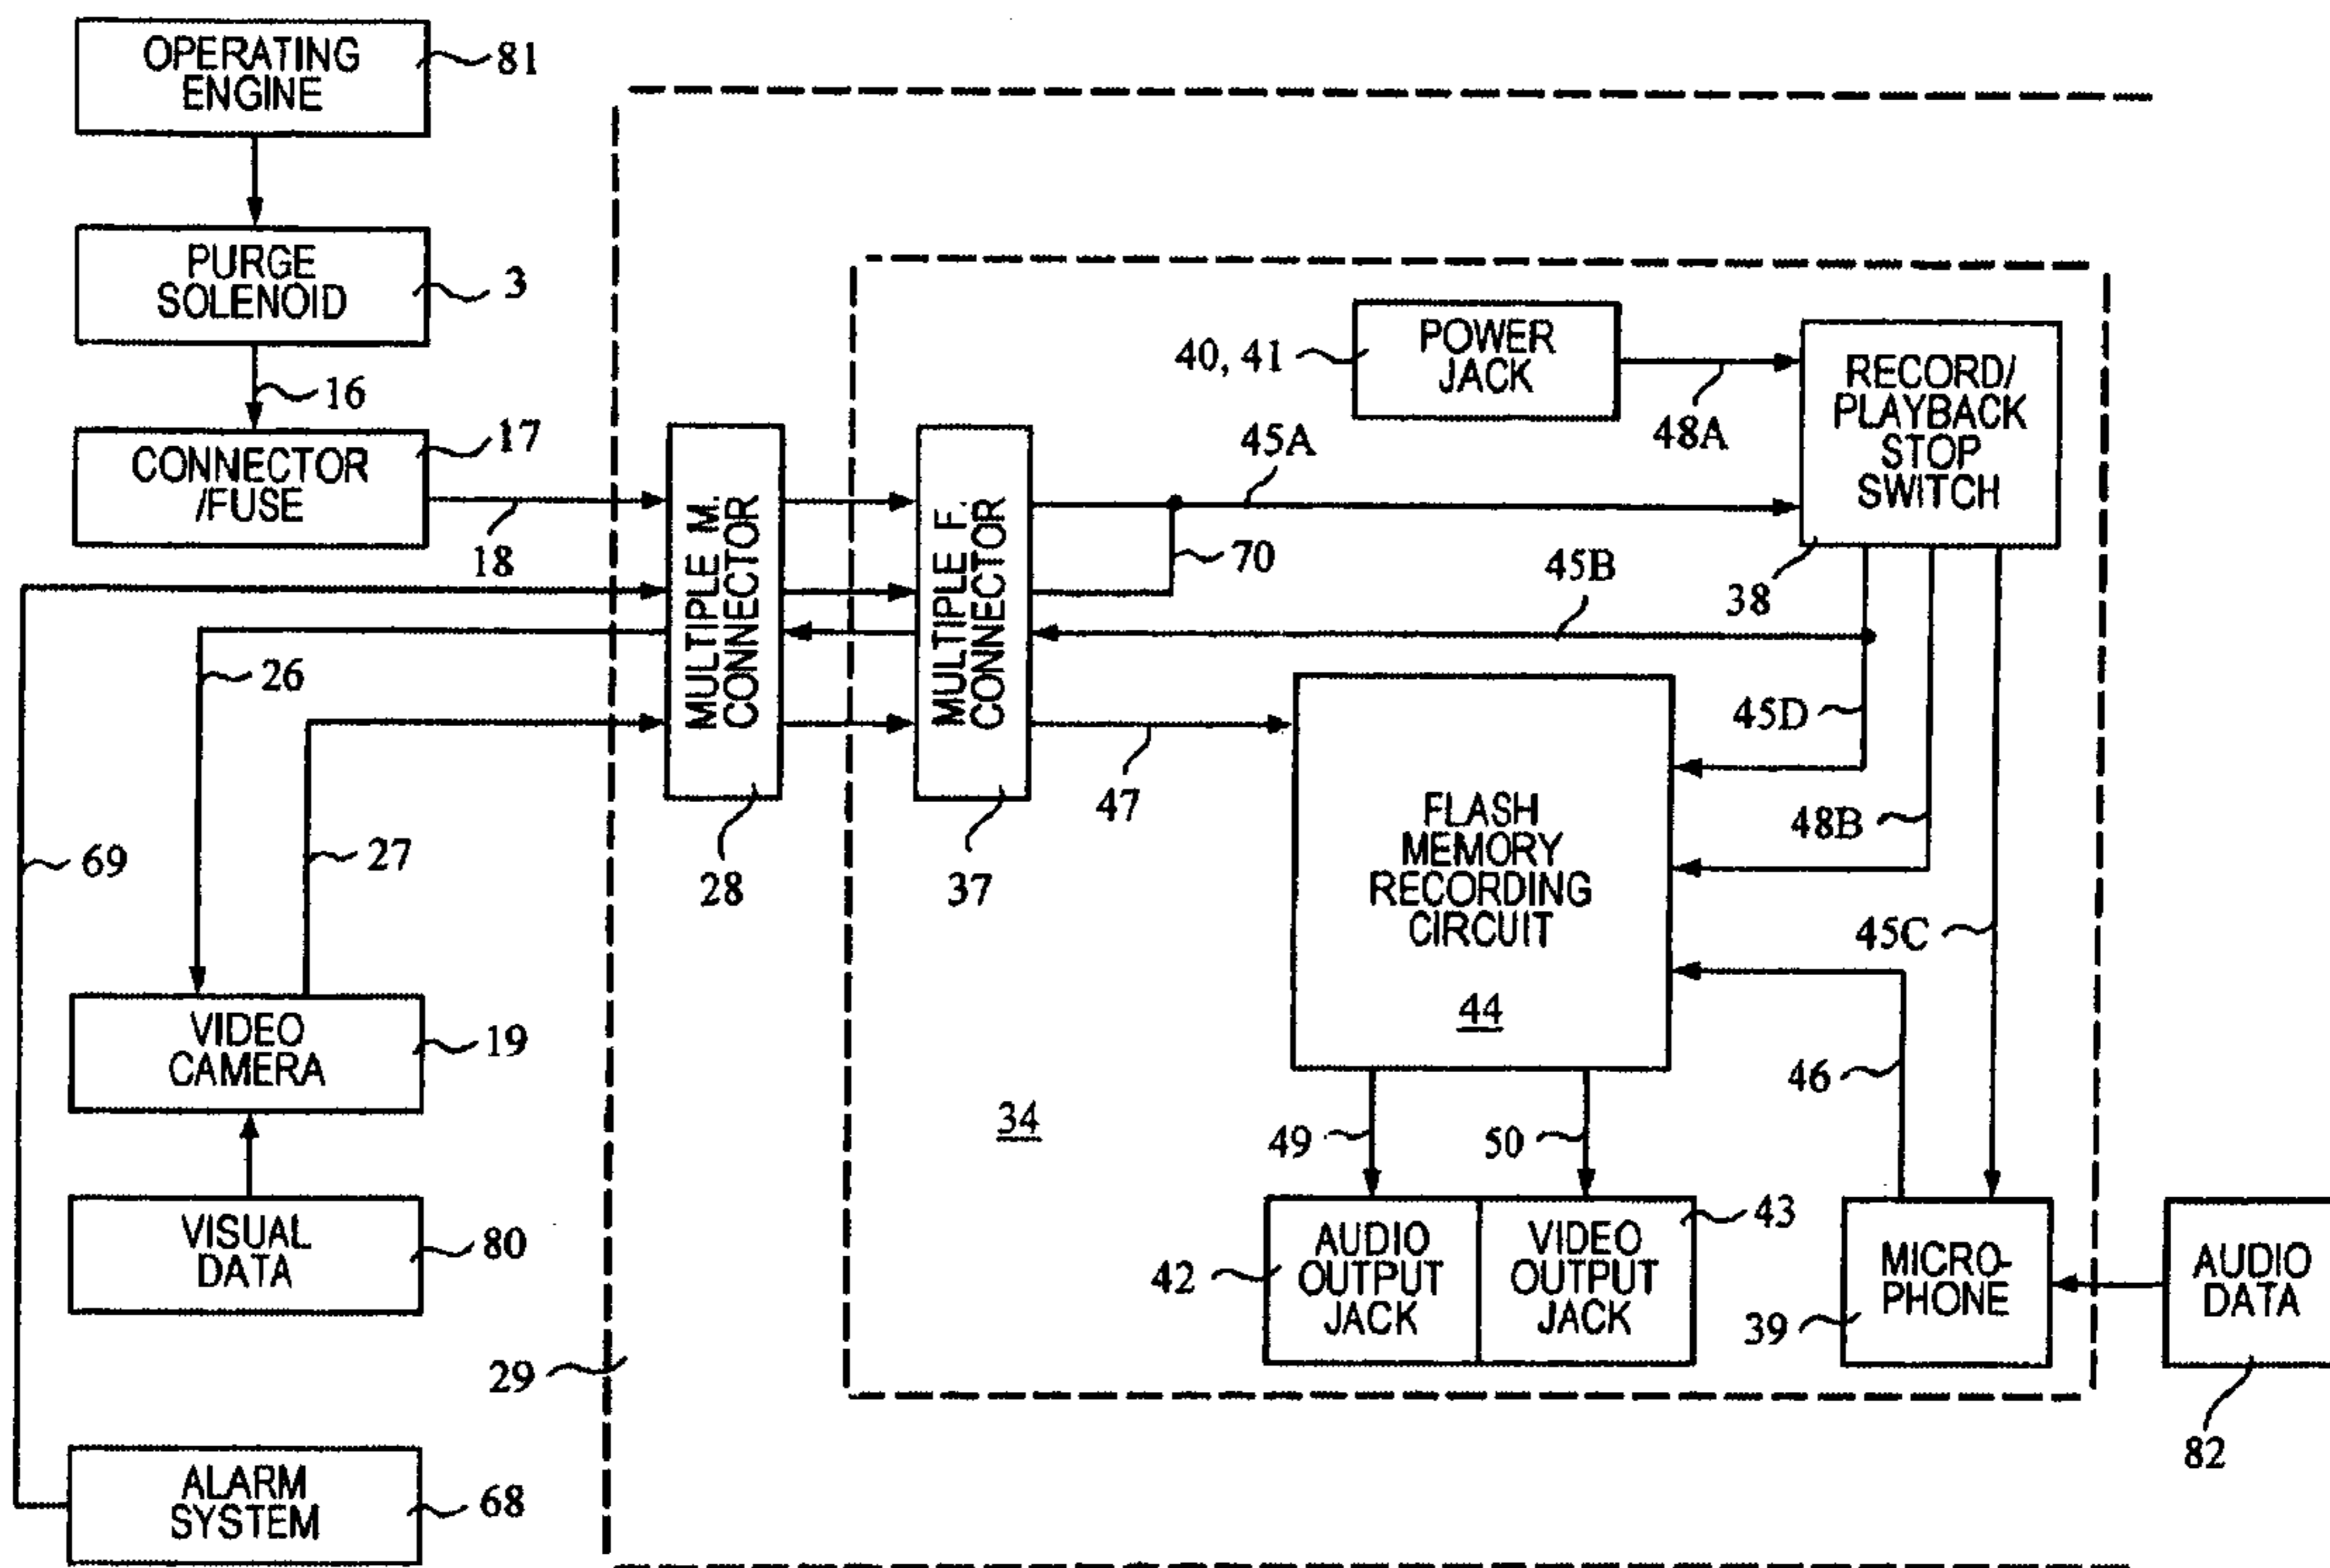 OPERATING
ENGINE
81
PURGE
SOLENOID
3
16
CONNECTOR
/FUSE
17
18
69
26
27
VIDEO
CAMERA
19
VISUAL
DATA
80
ALARM
SYSTEM
68
29
MULTIPLE M.
CONNECTOR
28
MULTIPLE F.
CONNECTOR
37
34
40, 41
POWER
JACK
48A
RECORD/
PLAYBACK
STOP
SWITCH
38
45A
70
45B
47
45D
48B
45C
FLASH
MEMORY
RECORDING
CIRCUIT
44
46
49
50
42
AUDIO
OUTPUT
JACK
VIDEO
OUTPUT
JACK
43
39
MICRO-
PHONE
AUDIO
DATA
82